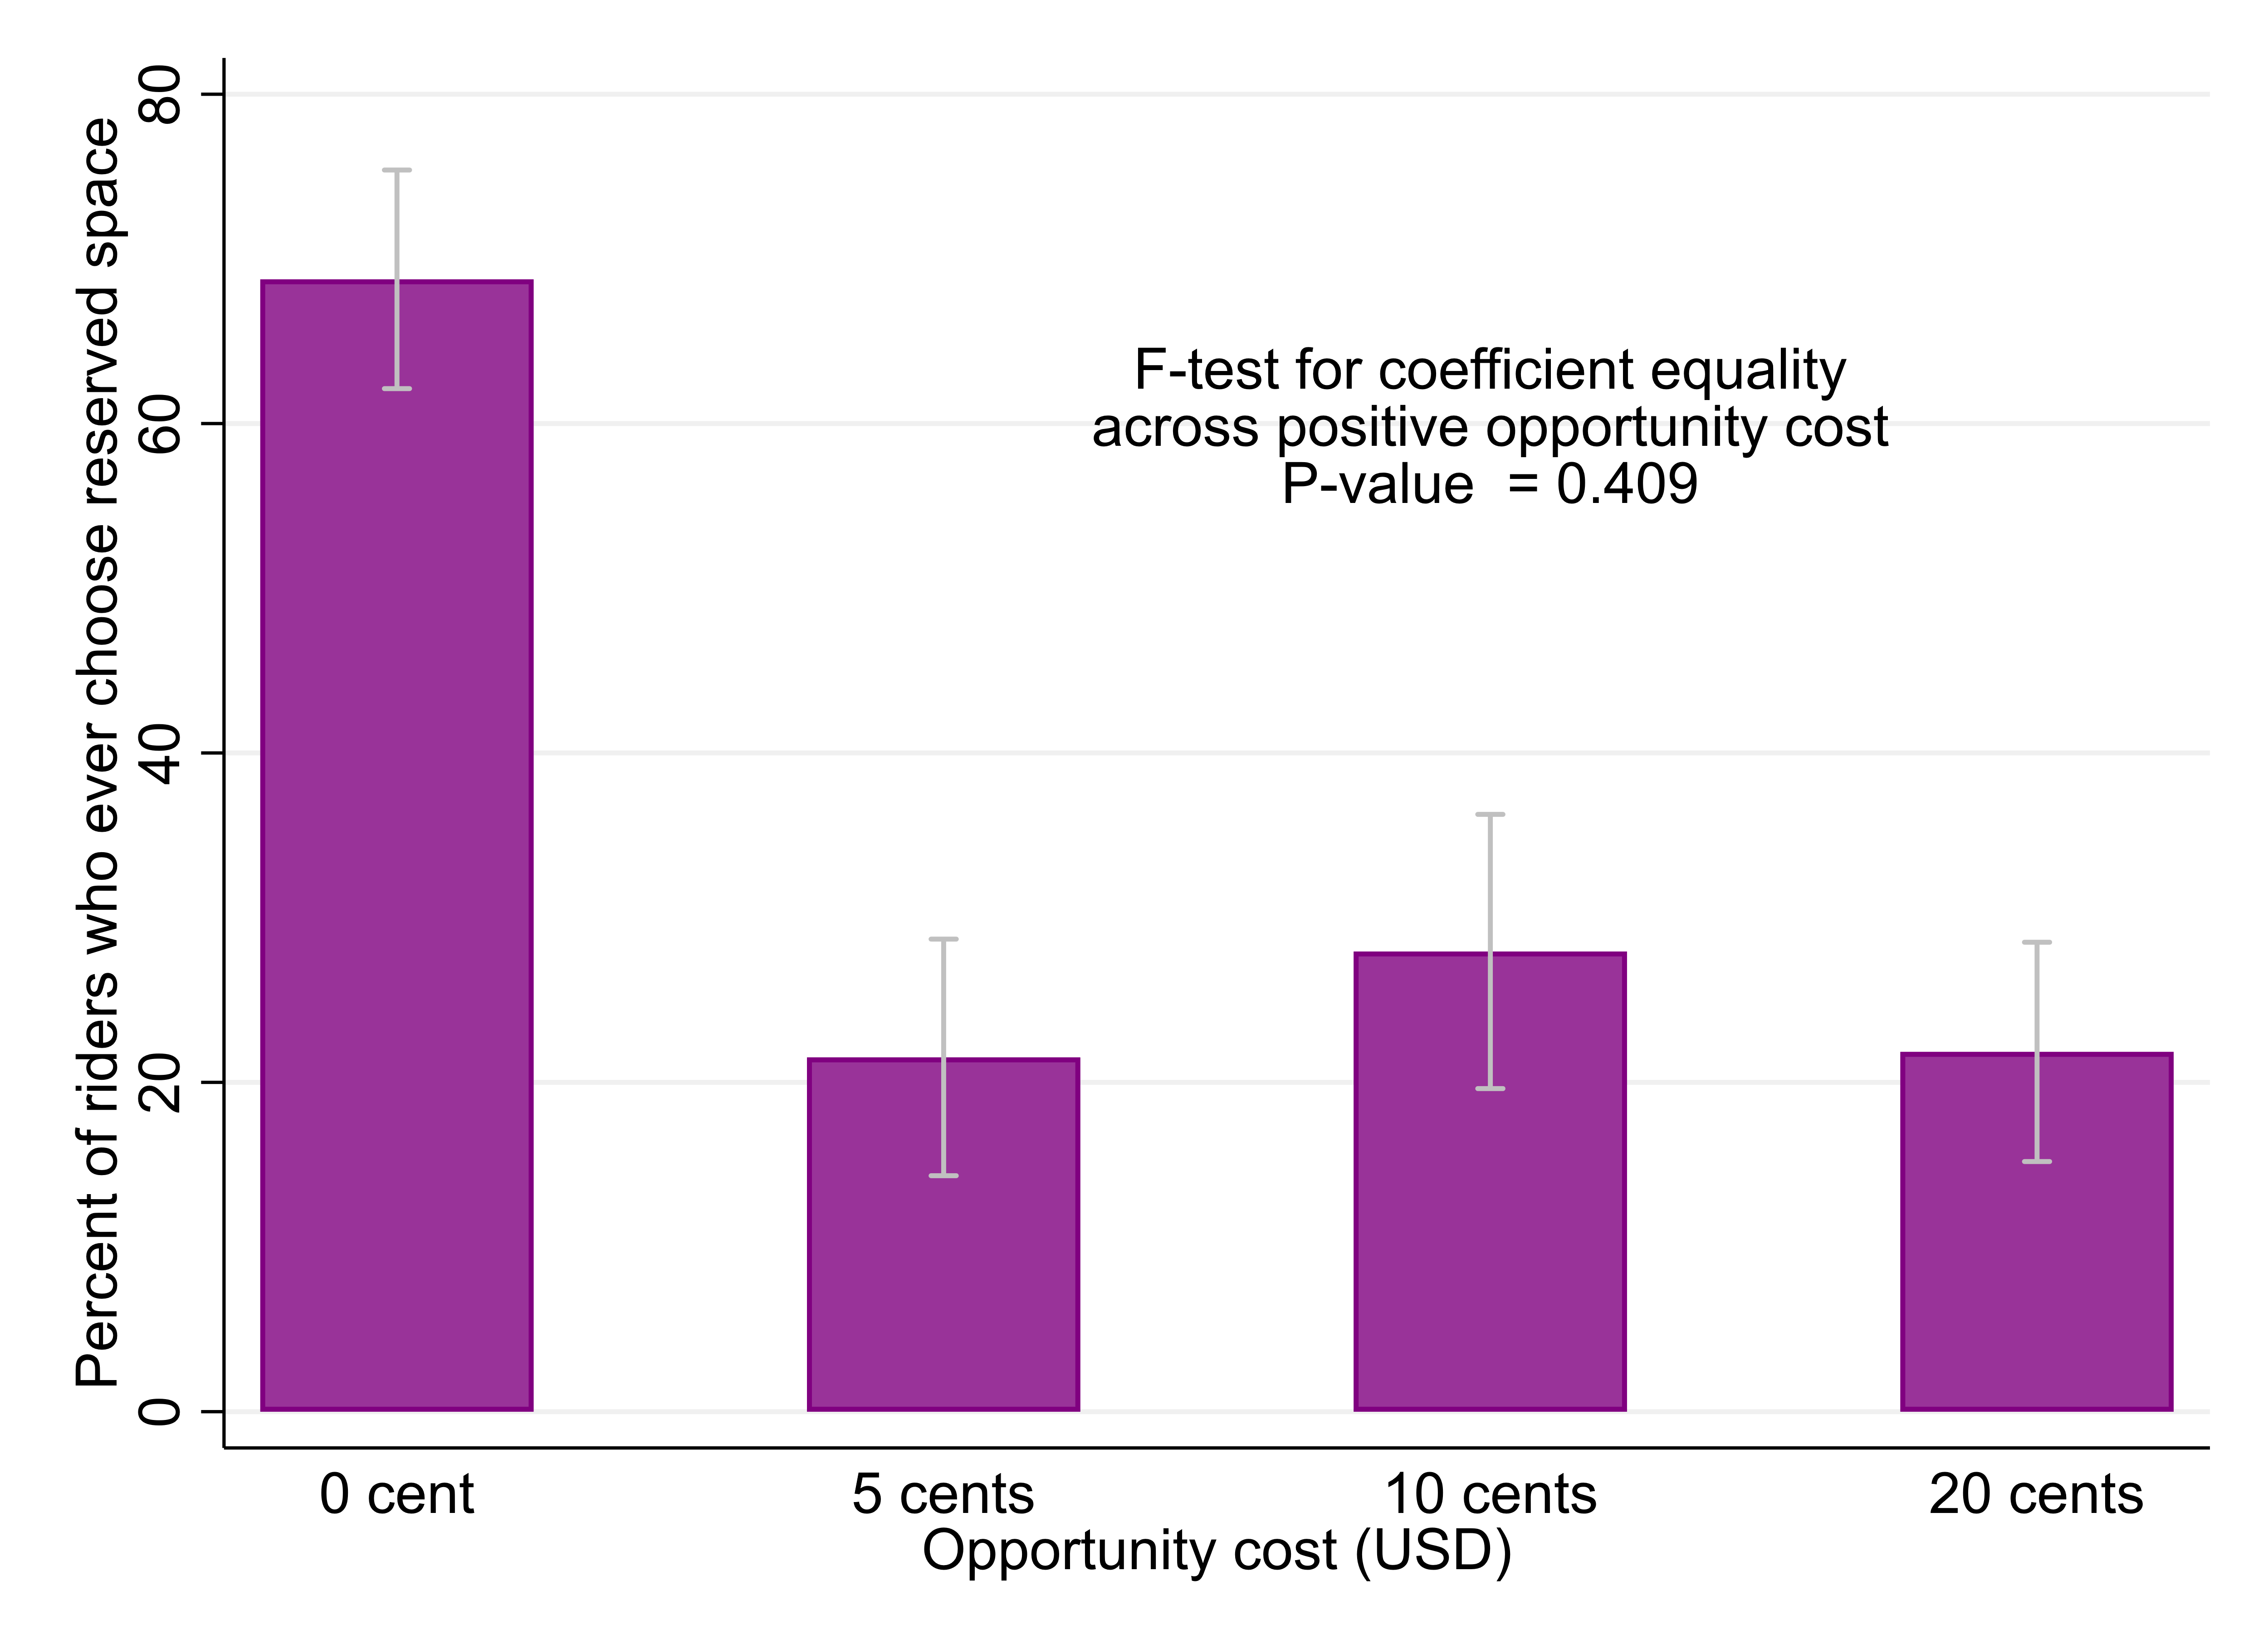 Percent of riders who ever choose reserved space
80
60
40
20
0
F-test for coefficient equality
across positive opportunity cost
P-value  = 0.409
0 cent
5 cents
10 cents
20 cents
Opportunity cost (USD)